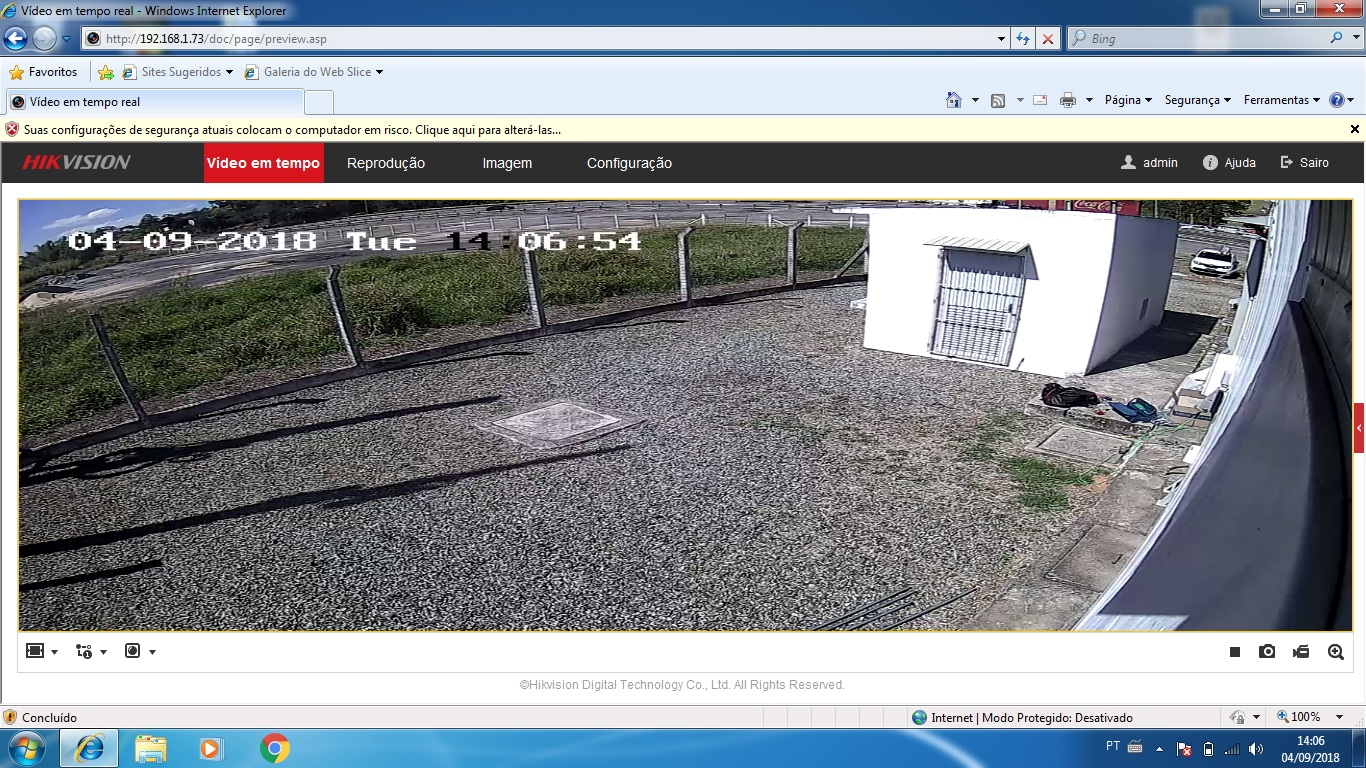 Vídeo em tempo real - Windows Internet Explorer
http://192.168.1.73/doc/page/preview.asp
Bing
Favoritos
Sites Sugeridos
Galeria do Web Slice
Vídeo em tempo real
Página
Segurança
Ferramentas
Suas configurações de segurança atuais colocam o computador em risco. Clique aqui para alterá-las...
HIKVISION
Vídeo em tempo
Reprodução
Imagem
Configuração
admin
Ajuda
Sairo
Coca-Cola
04-09-2018 Tue 14:06:54
©Hikvision Digital Technology Co., Ltd. All Rights Reserved.
Concluído
Internet | Modo Protegido: Desativado
100%
PT
14:06
04/09/2018